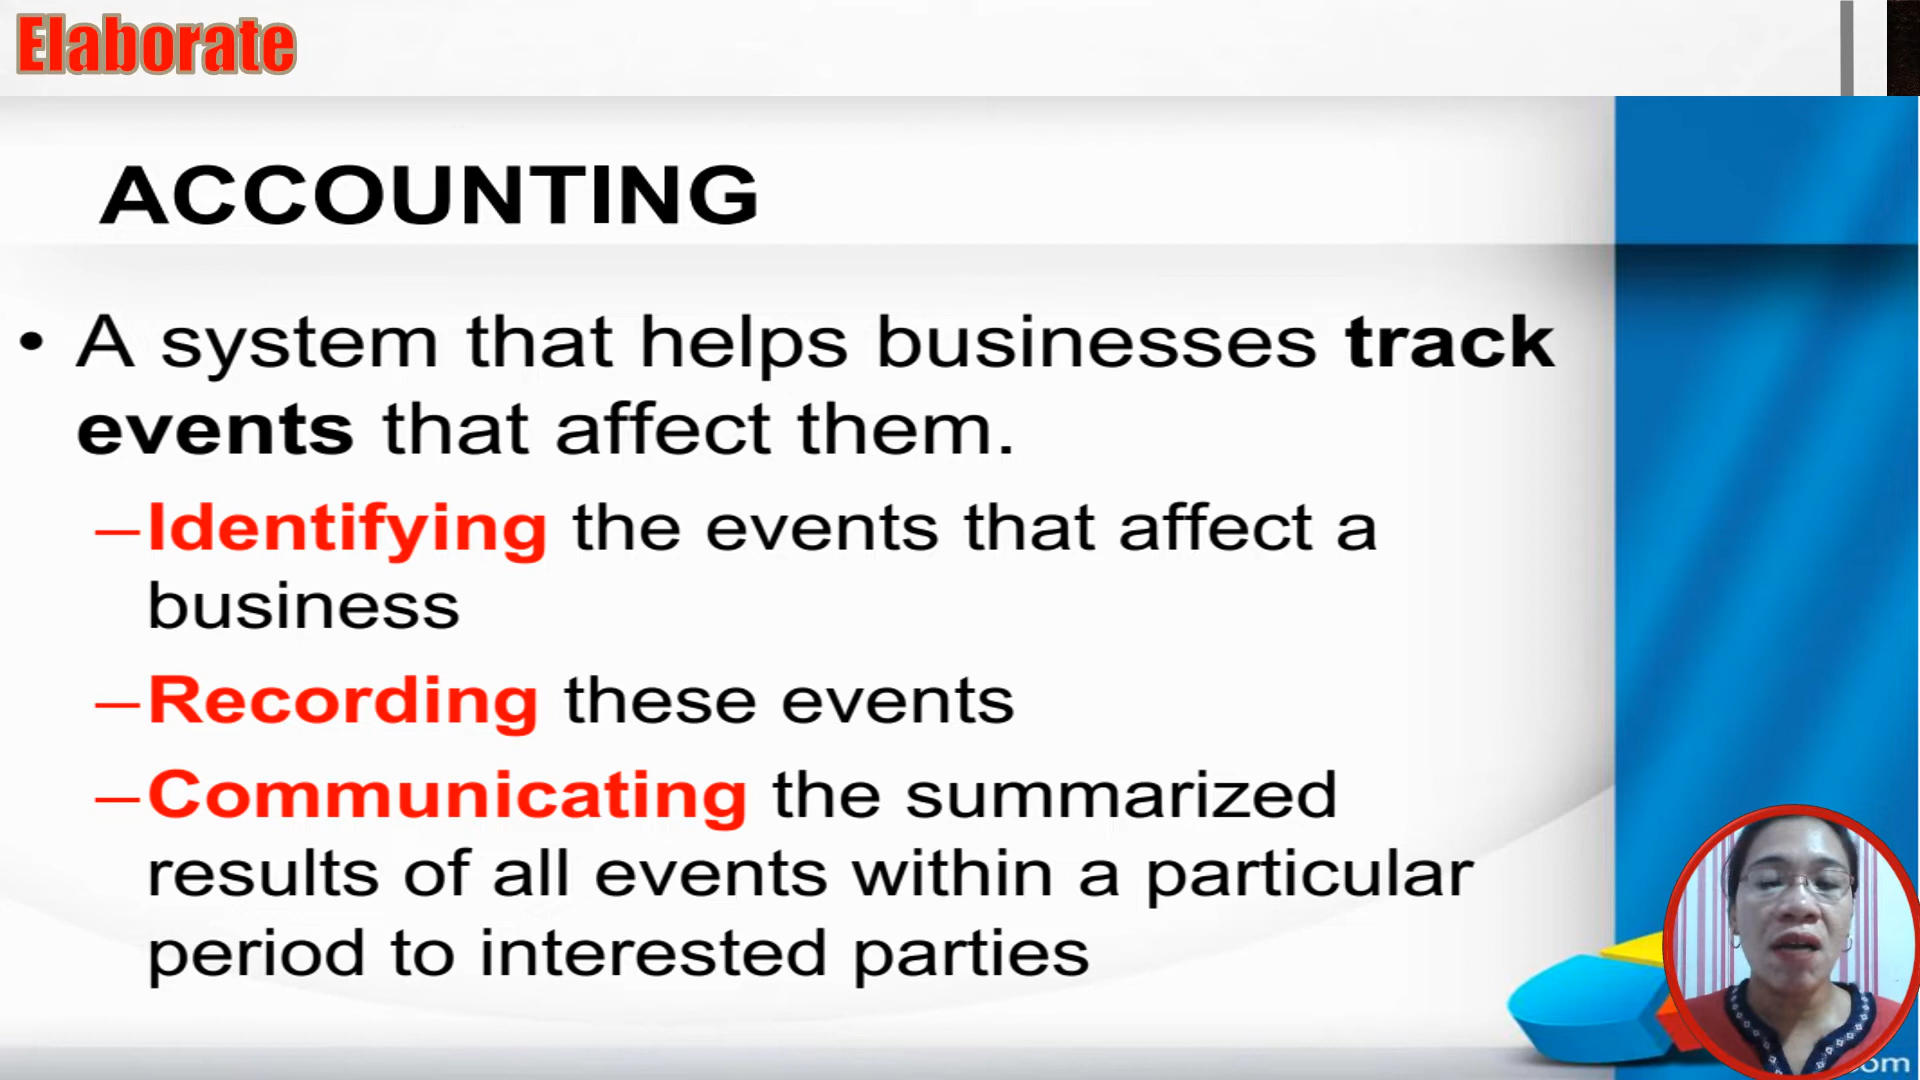 Elaborate
ACCOUNTING
• A system that helps businesses track
events that affect them.
–Identifying the events that affect a
business
–Recording these events
–Communicating the summarized
results of all events within a particular
period to interested parties